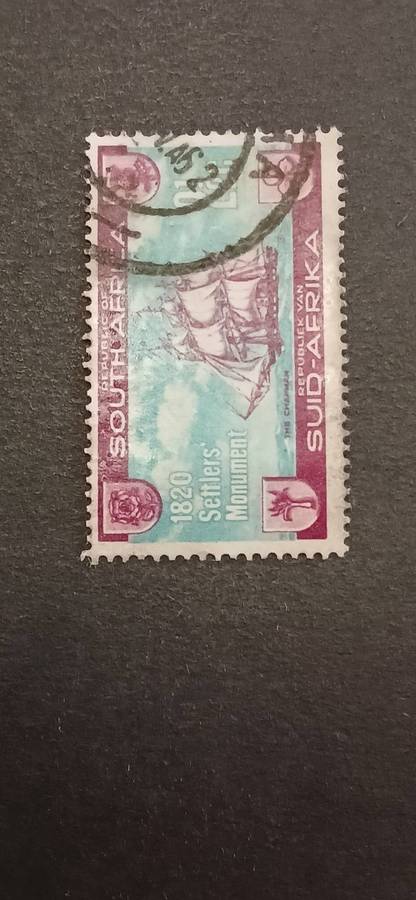 REPUBLIC OF
SOUTH AFRICA
1820
Settlers'
Monument
THE CHAPMAN
REPUBLIEK VAN
SUID-AFRIKA